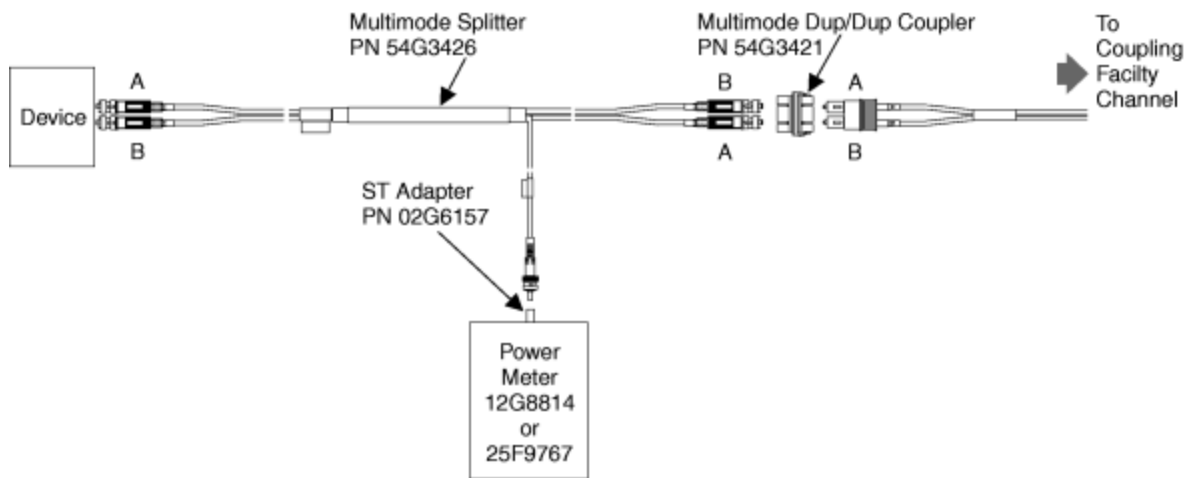 Multimode Splitter
PN 54G3426
Multimode Dup/Dup Coupler
PN 54G3421
To
Coupling
Facilty
Channel
Device
A
B
B
A
A
B
ST Adapter
PN 02G6157
Power
Meter
12G8814
or
25F9767